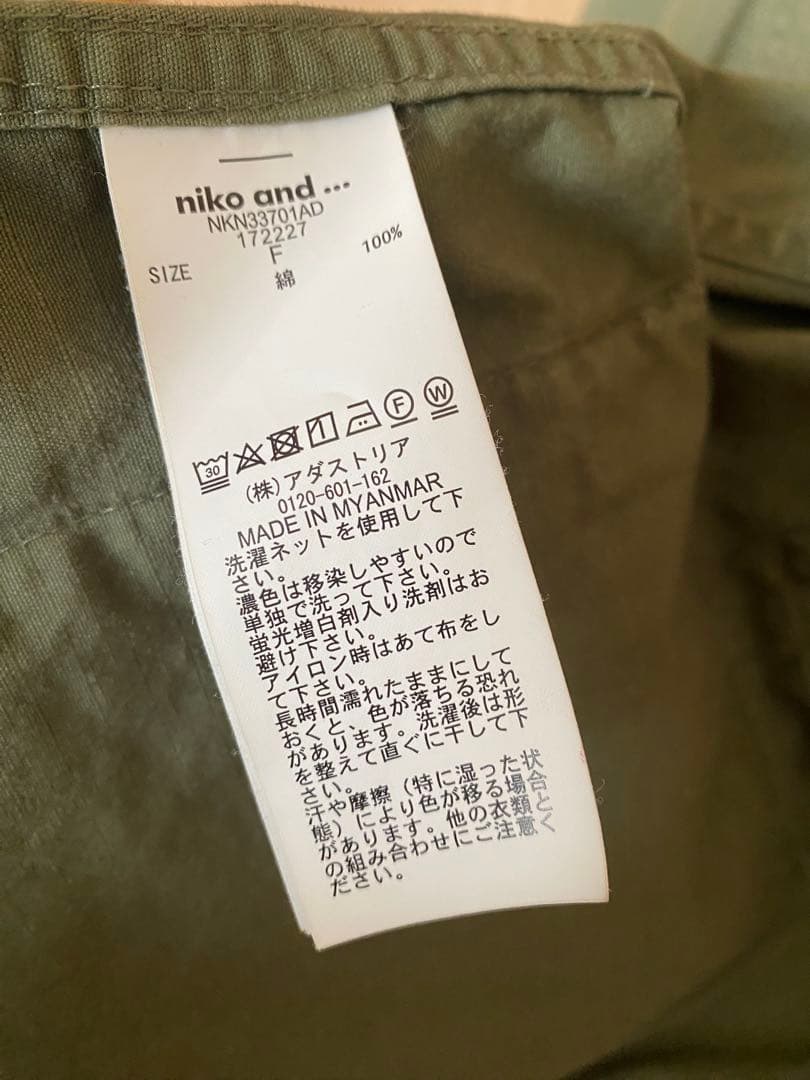 niko and ...
NKN33701AD
172227
SIZE F
綿 100%
30
F W
(株)アダストリア
0120-601-162
MADE IN MYANMAR
洗濯ネットを使用して下
さい。
濃色は移染しやすいので
単独で洗って下さい。
蛍光増白剤入り洗剤はお
避け下さい。
アイロン時はあて布をし
て下さい。
長時間濡れたままにして
おくと、色が落ちる恐れ
があります。洗濯後は形
を整えて直ぐに干して下
さい。
汗や摩擦(特に湿った状
態)により色が移る場合
があります。他の衣類とく
の組み合わせにご注意
ださい。